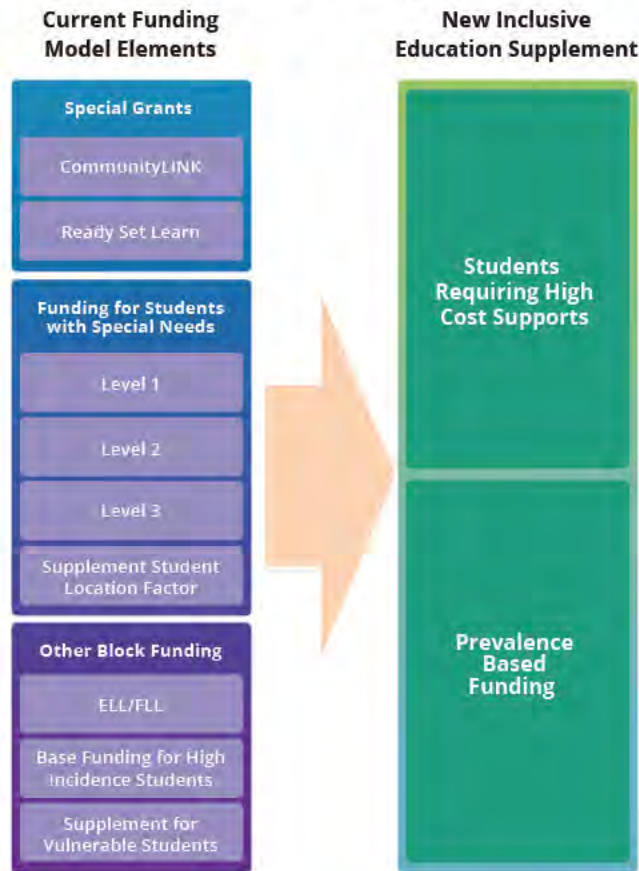 Current Funding
Model Elements
Special Grants
CommunityLINK
Ready Set Learn
Funding for Students
with Special Needs
Level 1
Level 2
Level 3
Supplement Student
Location Factor
Other Block Funding
ELL/FLL
Base Funding for High
Incidence Students
Supplement for
Vulnerable Students
New Inclusive
Education Supplement
Students
Requiring High
Cost Supports
Prevalence
Based
Funding